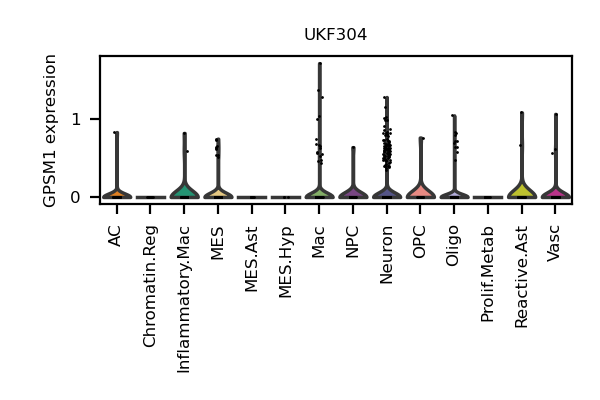 UKF304
GPSM1 expression
1
0
AC
Chromatin.Reg
Inflammatory.Mac
MES
MES.Ast
MES.Hyp
Mac
NPC
Neuron
OPC
Oligo
Prolif.Metab
Reactive.Ast
Vasc